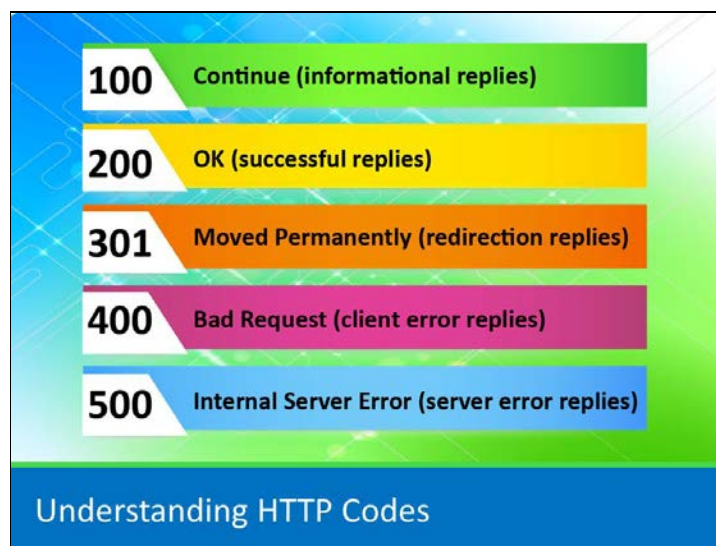 100 Continue (informational replies)
200 OK (successful replies)
301 Moved Permanently (redirection replies)
400 Bad Request (client error replies)
500 Internal Server Error (server error replies)
Understanding HTTP Codes